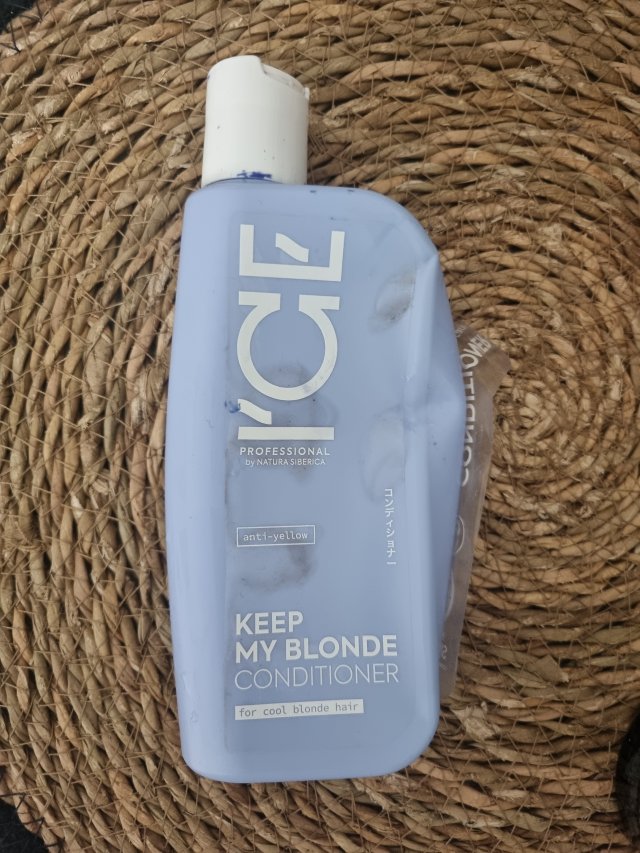 I'CE
PROFESSIONAL
by NATURA SIBERICA
anti-yellow
コンディショナー
KEEP
MY BLONDE
CONDITIONER
for cool blonde hair